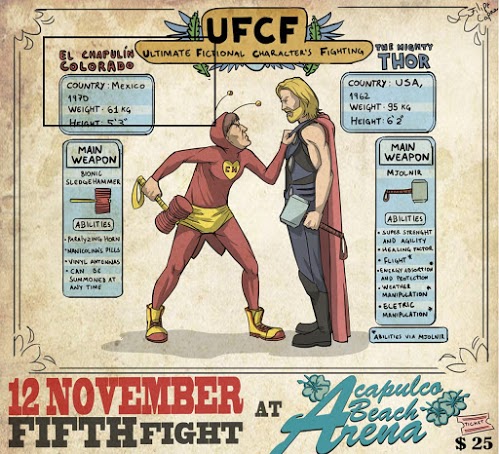 UFCF
ULTIMATE FICTIONAL CHARACTER'S FIGHTING
EL CHAPULÍN
COLORADO
COUNTRY: MEXICO
1970
WEIGHT: 61 KG
HEIGHT: 5'3"
MAIN
WEAPON
BIONIC
SLEDGEHAMMER
ABILITIES
• PARALYZING HORN
• NANICOLINA'S PILLS
• VINYL ANTENNAS
• CAN BE
SUMMONED AT
ANY TIME
CH
THE MIGHTY
THOR
COUNTRY: USA,
1962
WEIGHT: 95 KG
HEIGHT: 6'2"
MAIN
WEAPON
MJOLNIR
ABILITIES
• SUPER STRENGHT
AND AGILITY
• HEALING FACTOR
• FLIGHT*
• ENERGY ABSORTION
AND PROTECTION*
• WEATHER
MANIPULATION*
• ELETRIC
MANIPULATION*
*ABILITIES VIA MJOLNIR
12 NOVEMBER
FIFTH FIGHT
AT
Acapulco
Beach
Arena
TICKET
$ 25